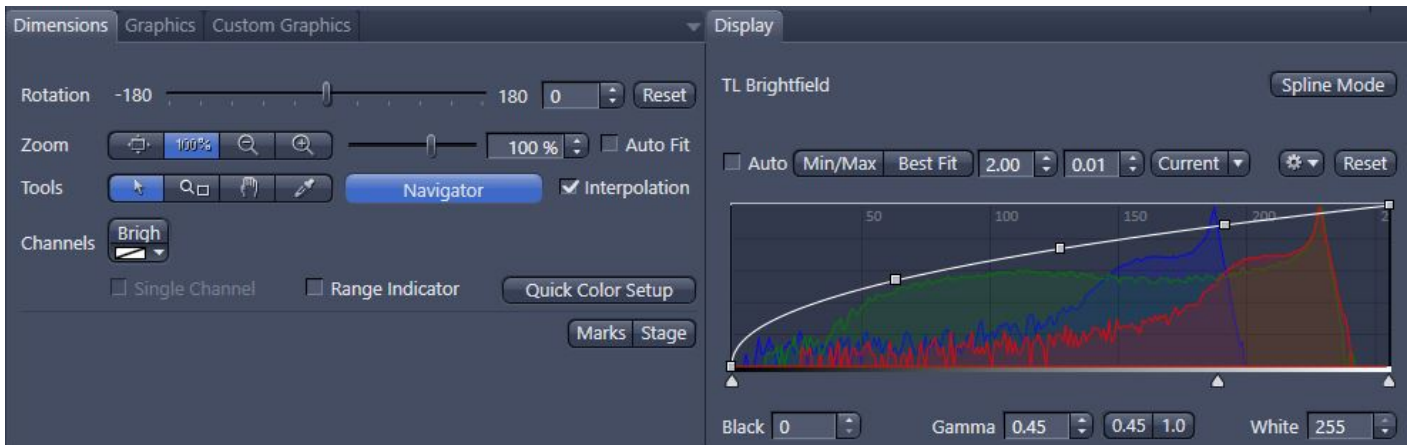 Dimensions Graphics Custom Graphics
Rotation -180 180 0 Reset
Zoom 100% 100 % Auto Fit
Tools Navigator Interpolation
Channels Brigh
Single Channel Range Indicator Quick Color Setup
Marks Stage
Display
TL Brightfield Spline Mode
Auto Min/Max Best Fit 2.00 0.01 Current Reset
50 100 150 200 2
Black 0 Gamma 0.45 0.45 1.0 White 255